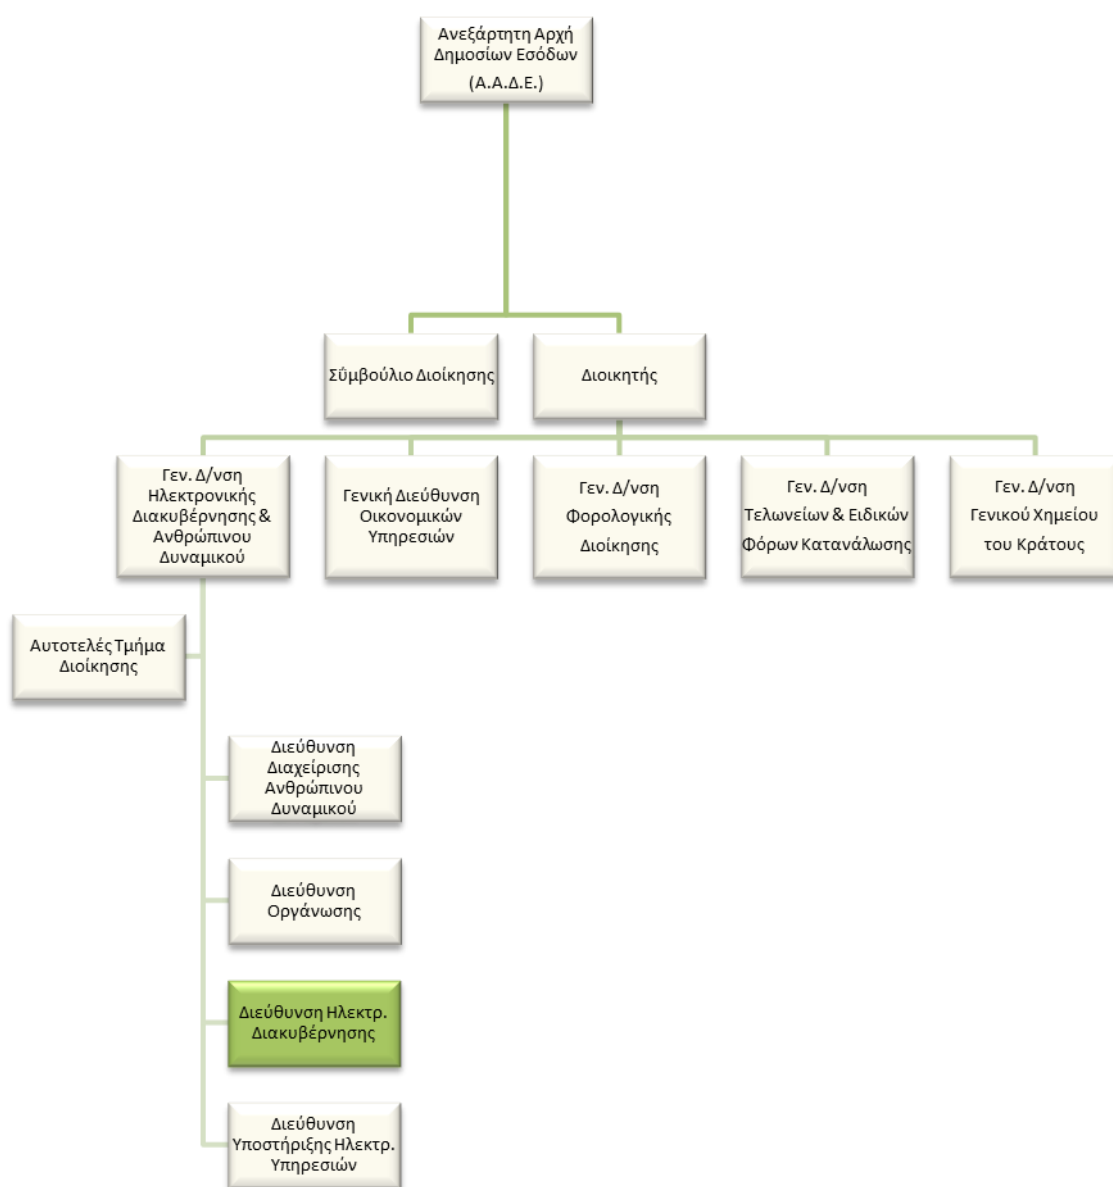 Ανεξάρτητη Αρχή
Δημοσίων Εσόδων
(Α.Α.Δ.Ε.)
Σΰμβούλιο Διοίκησης
Διοικητής
Γεν. Δ/νση
Ηλεκτρονικής
Διακυβέρνησης &
Ανθρώπινου
Δυναμικού
Γενική Διεύθυνση
Οικονομικών
Υπηρεσιών
Γεν. Δ/νση
Φορολογικής
Διοίκησης
Γεν. Δ/νση
Τελωνείων & Ειδικών
Φόρων Κατανάλωσης
Γεν. Δ/νση
Γενικού Χημείου
του Κράτους
Αυτοτελές Τμήμα
Διοίκησης
Διεύθυνση
Διαχείρισης
Ανθρώπινου
Δυναμικού
Διεύθυνση
Οργάνωσης
Διεύθυνση Ηλεκτρ.
Διακυβέρνησης
Διεύθυνση
Υποστήριξης Ηλεκτρ.
Υπηρεσιών